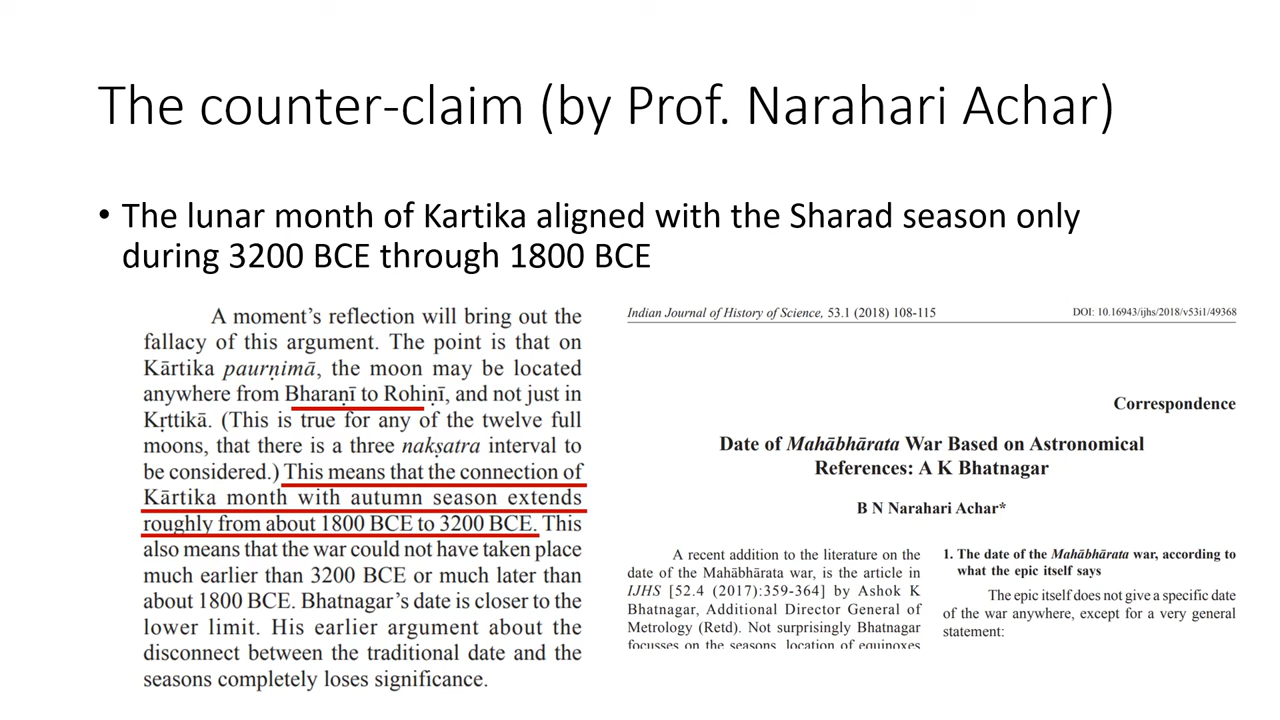 The counter-claim (by Prof. Narahari Achar)
• The lunar month of Kartika aligned with the Sharad season only
during 3200 BCE through 1800 BCE
A moment's reflection will bring out the
fallacy of this argument. The point is that on
Kārtika paurṇimā, the moon may be located
anywhere from Bharaṇī to Rohiṇī, and not just in
Kṛttikā. (This is true for any of the twelve full
moons, that there is a three nakṣatra interval to
be considered.) This means that the connection of
Kārtika month with autumn season extends
roughly from about 1800 BCE to 3200 BCE. This
also means that the war could not have taken place
much earlier than 3200 BCE or much later than
about 1800 BCE. Bhatnagar's date is closer to the
lower limit. His earlier argument about the
disconnect between the traditional date and the
seasons completely loses significance.
Indian Journal of History of Science, 53.1 (2018) 108-115
DOI: 10.16943/ijhs/2018/v53i1/49368
Correspondence
Date of Mahābhārata War Based on Astronomical
References: A K Bhatnagar
B N Narahari Achar*
A recent addition to the literature on the
date of the Mahābhārata war, is the article in
IJHS [52.4 (2017):359-364] by Ashok K
Bhatnagar, Additional Director General of
Metrology (Retd). Not surprisingly Bhatnagar
focusses on the seasons, location of equinoxes
1. The date of the Mahābhārata war, according to
what the epic itself says
The epic itself does not give a specific date
of the war anywhere, except for a very general
statement: